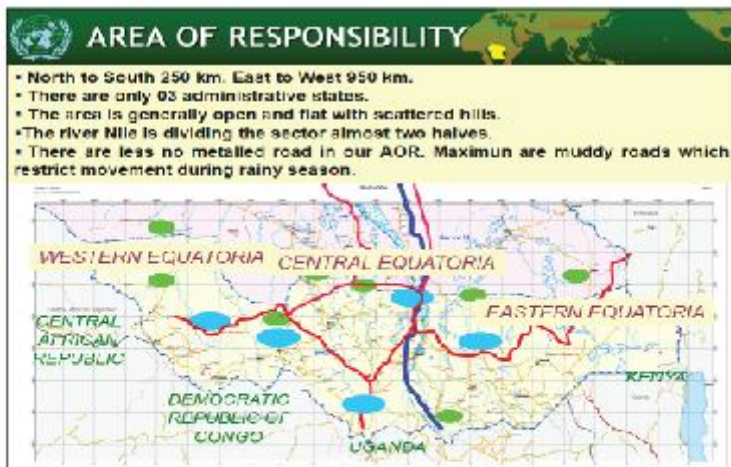 AREA OF RESPONSIBILITY
• North to South 250 km. East to West 950 km.
• There are only 03 administrative states.
• The area is generally open and flat with scattered hills.
•The river Nile is dividing the sector almost two halves.
• There are less no metalled road in our AOR. Maximun are muddy roads which
restrict movement during rainy season.
WESTERN EQUATORIA
CENTRAL EQUATORIA
EASTERN EQUATORIA
CENTRAL
AFRICAN
REPUBLIC
KENYA
DEMOCRATIC
REPUBLIC OF
CONGO
UGANDA